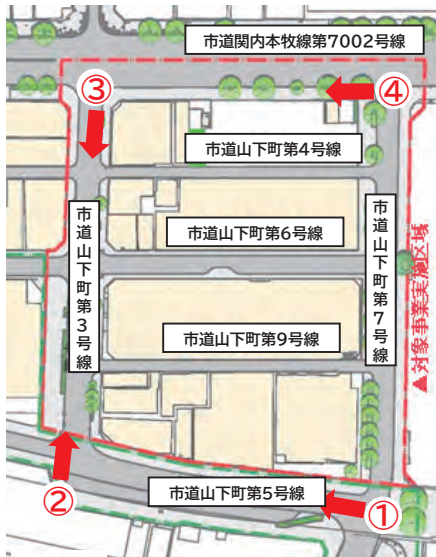 市道関内本牧線第7002号線
③
④
市道山下町第4号線
市道山下町第3号線
市道山下町第6号線
市道山下町第7号線
▲対象事業実施区域
市道山下町第9号線
市道山下町第5号線
②
①